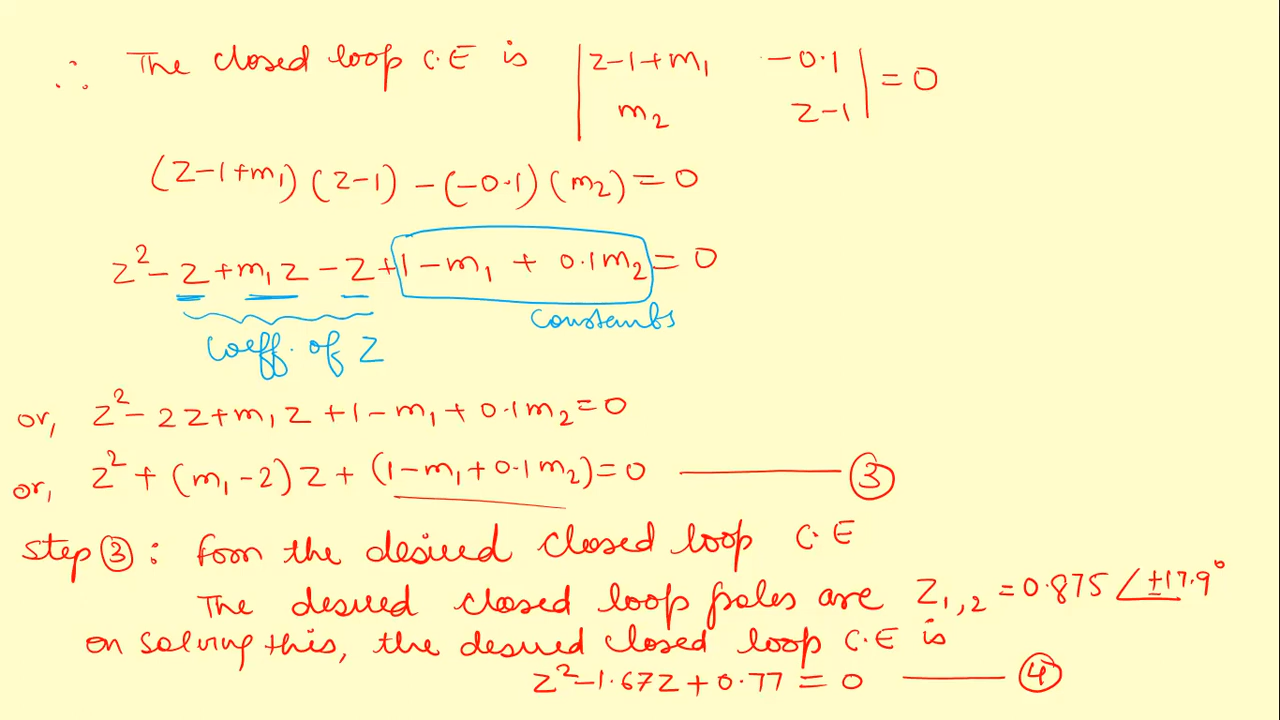 ∴ The closed loop C.E is | z-1+m₁ -0.1 | = 0
| m₂ z-1 |
(z-1+m₁) (z-1) - (-0.1) (m₂) = 0
z² - z + m₁z - z + 1 - m₁ + 0.1m₂ = 0
constants
coeff. of z
or, z² - 2z + m₁z + 1 - m₁ + 0.1m₂ = 0
or, z² + (m₁-2)z + (1-m₁+0.1m₂) = 0 ——— ③
Step ③: Form the desired closed loop C.E
The desired closed loop poles are Z₁,₂ = 0.875 ∠±17.9°
on solving this, the desired closed loop C.E is
z² - 1.67z + 0.77 = 0 ——— ④